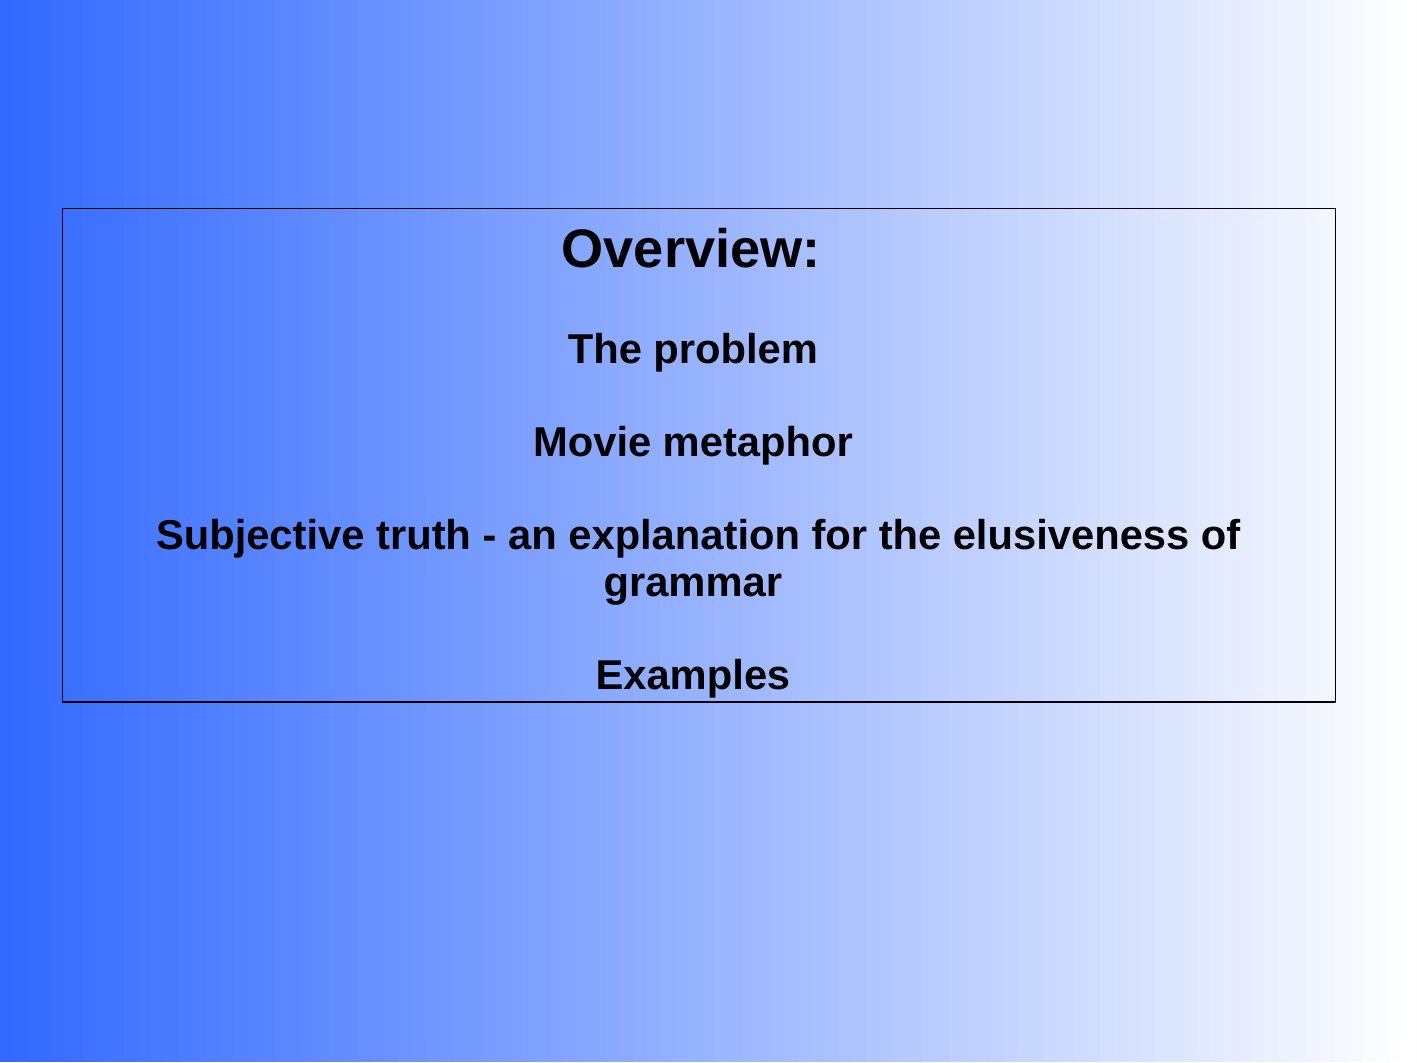 Overview:
The problem
Movie metaphor
Subjective truth - an explanation for the elusiveness of
grammar
Examples